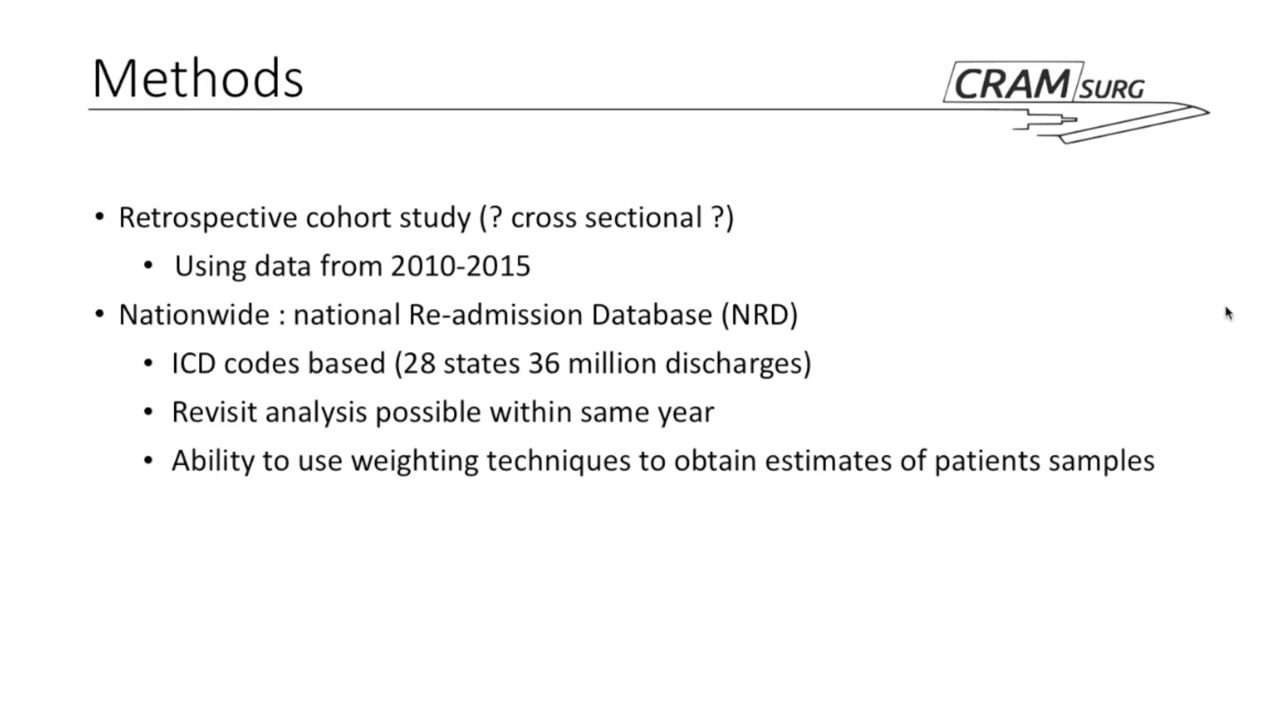 Methods
CRAM SURG
• Retrospective cohort study (? cross sectional ?)
• Using data from 2010-2015
• Nationwide : national Re-admission Database (NRD)
• ICD codes based (28 states 36 million discharges)
• Revisit analysis possible within same year
• Ability to use weighting techniques to obtain estimates of patients samples